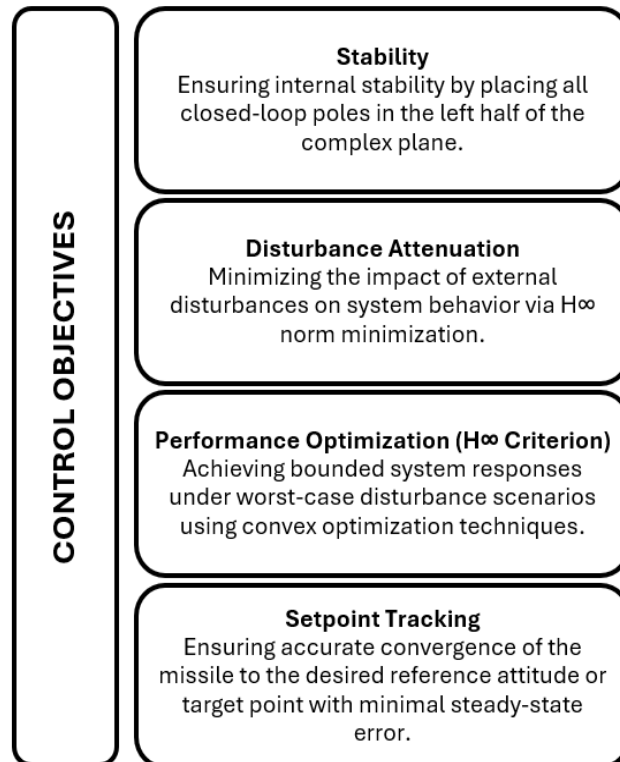 CONTROL OBJECTIVES
Stability
Ensuring internal stability by placing all
closed-loop poles in the left half of the
complex plane.
Disturbance Attenuation
Minimizing the impact of external
disturbances on system behavior via H∞
norm minimization.
Performance Optimization (H∞ Criterion)
Achieving bounded system responses
under worst-case disturbance scenarios
using convex optimization techniques.
Setpoint Tracking
Ensuring accurate convergence of the
missile to the desired reference attitude or
target point with minimal steady-state
error.